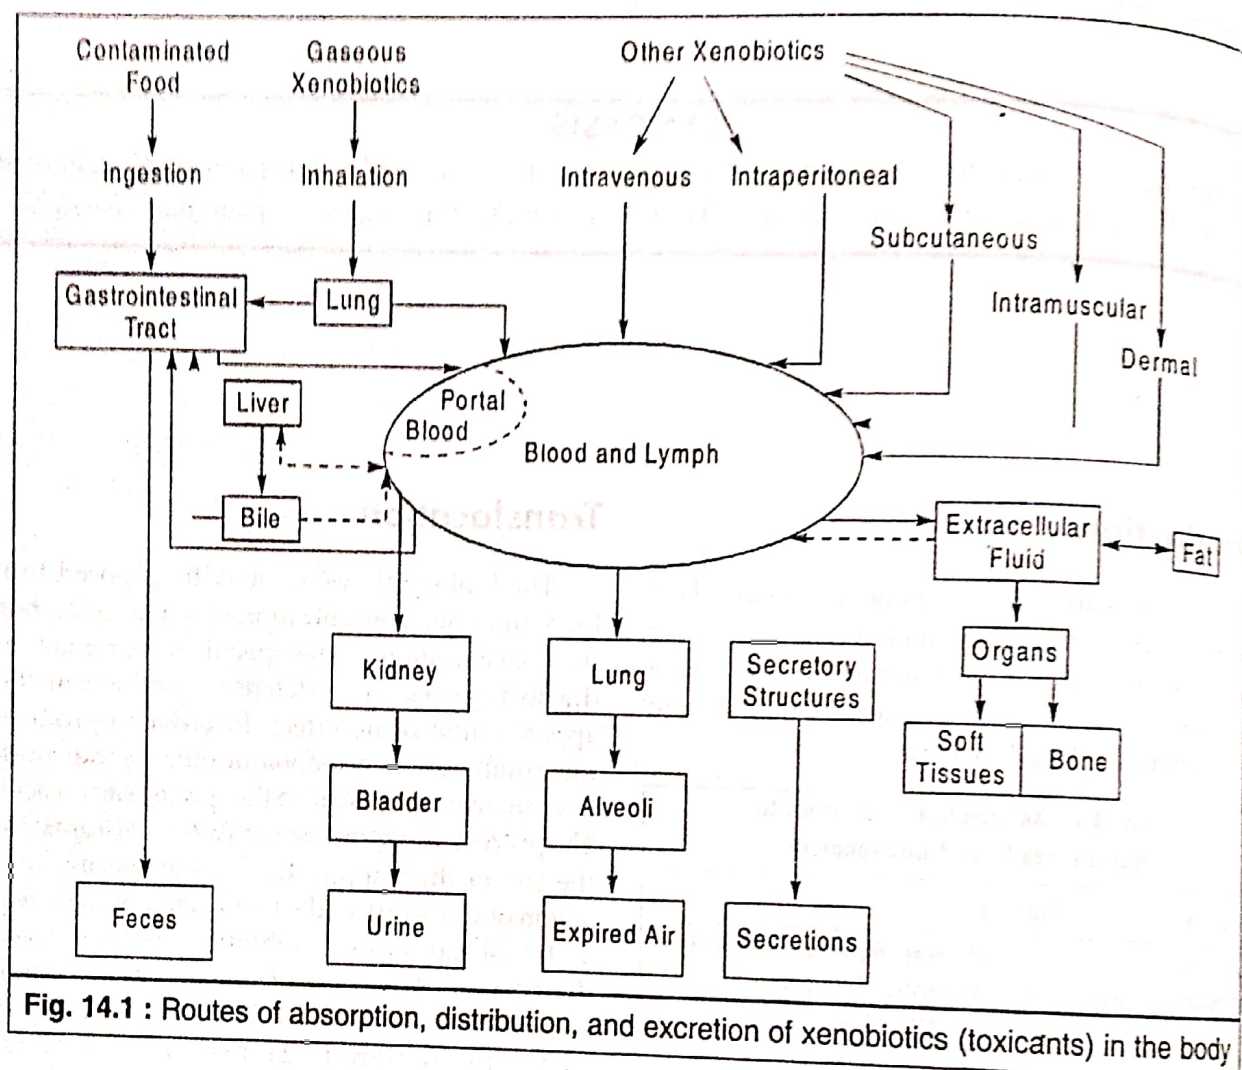 Contaminated
Food
Gaseous
Xenobiotics
Other Xenobiotics
Ingestion
Inhalation
Intravenous
Intraperitoneal
Subcutaneous
Gastrointestinal
Tract
Lung
Intramuscular
Dermal
Liver
Portal
Blood
Blood and Lymph
Bile
Extracellular
Fluid
Fat
Translocation
Kidney
Lung
Secretory
Structures
Organs
Bladder
Alveoli
Soft
Tissues
Bone
Feces
Urine
Expired Air
Secretions
Fig. 14.1 : Routes of absorption, distribution, and excretion of xenobiotics (toxicants) in the body